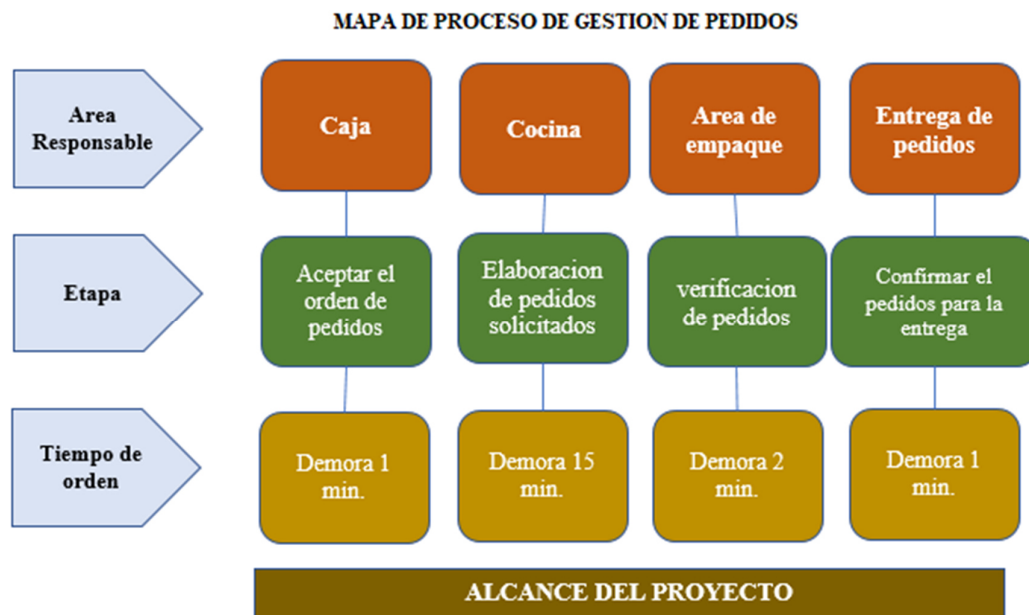 MAPA DE PROCESO DE GESTION DE PEDIDOS
Area
Responsable
Caja
Cocina
Area de
empaque
Entrega de
pedidos
Etapa
Aceptar el
orden de
pedidos
Elaboracion
de pedidos
solicitados
verificacion
de pedidos
Confirmar el
pedidos para la
entrega
Tiempo de
orden
Demora 1
min.
Demora 15
min.
Demora 2
min.
Demora 1
min.
ALCANCE DEL PROYECTO